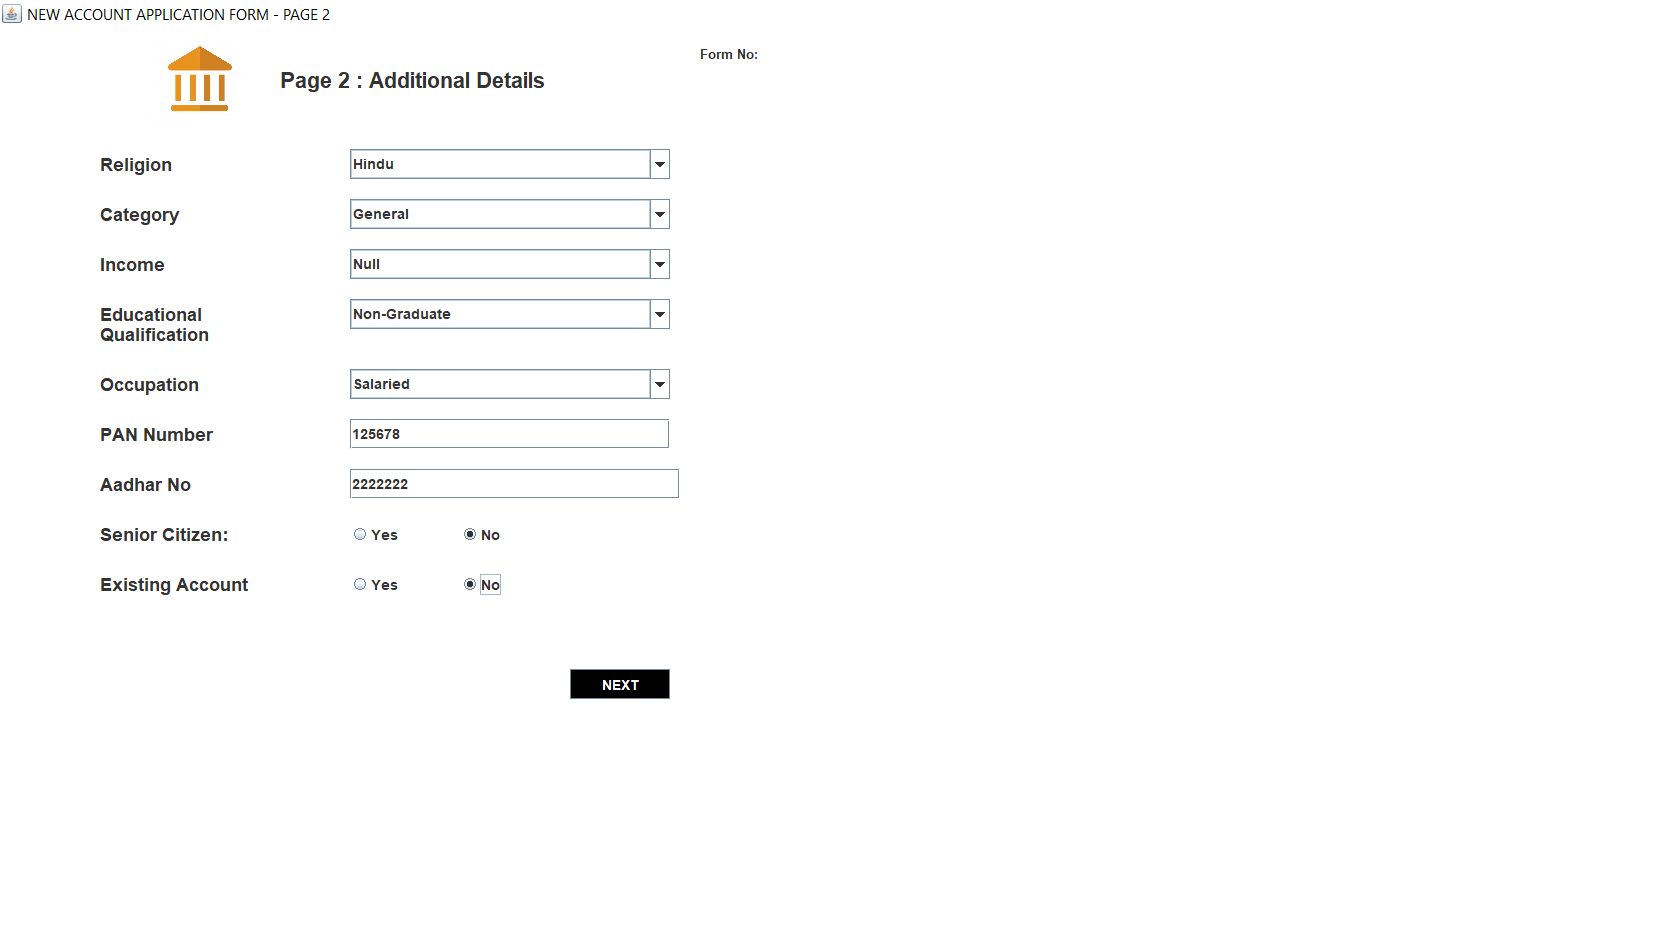 NEW ACCOUNT APPLICATION FORM - PAGE 2
Form No:
Page 2 : Additional Details
Religion
Hindu
Category
General
Income
Null
Educational
Qualification
Non-Graduate
Occupation
Salaried
PAN Number
125678
Aadhar No
2222222
Senior Citizen:
Yes
No
Existing Account
Yes
No
NEXT